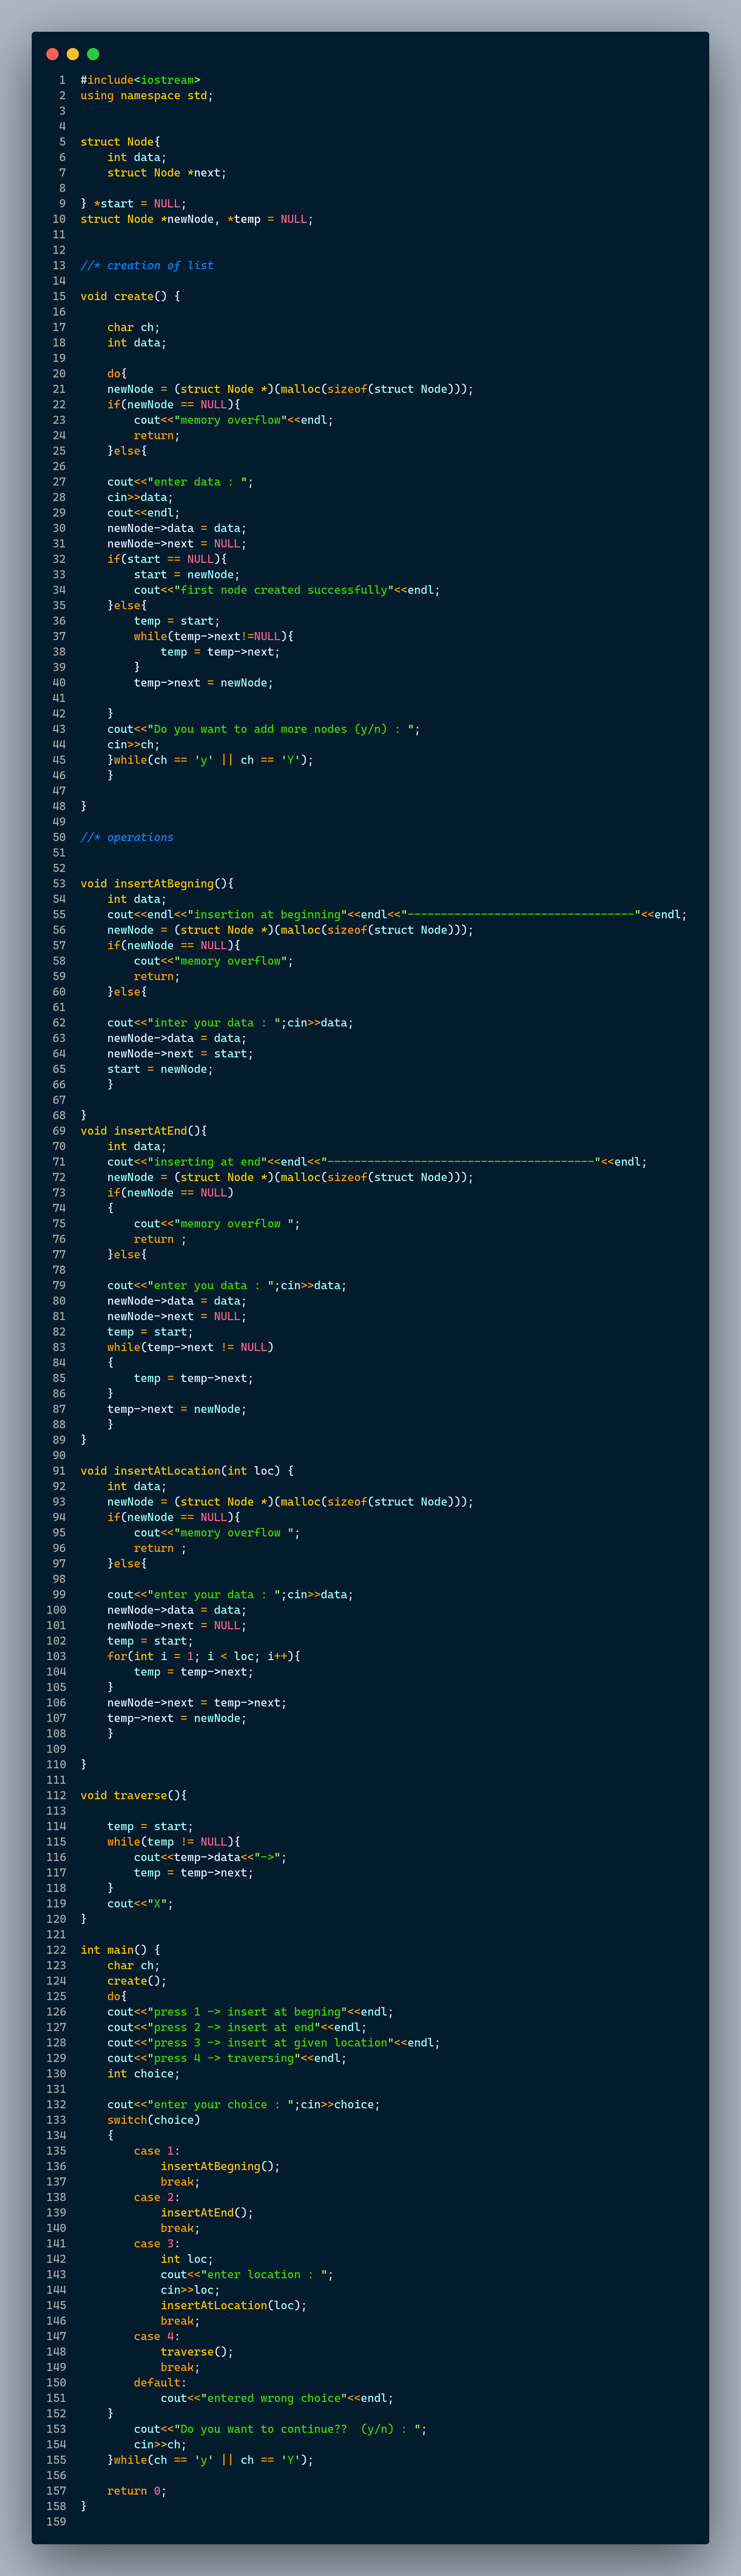 1 #include<iostream>
2 using namespace std;
3
4
5 struct Node{
6     int data;
7     struct Node *next;
8
9 } *start = NULL;
10 struct Node *newNode, *temp = NULL;
11
12
13 //* creation of list
14
15 void create() {
16
17     char ch;
18     int data;
19
20     do{
21     newNode = (struct Node *)(malloc(sizeof(struct Node)));
22     if(newNode == NULL){
23         cout<<"memory overflow"<<endl;
24         return;
25     }else{
26
27     cout<<"enter data : ";
28     cin>>data;
29     cout<<endl;
30     newNode->data = data;
31     newNode->next = NULL;
32     if(start == NULL){
33         start = newNode;
34         cout<<"first node created successfully"<<endl;
35     }else{
36         temp = start;
37         while(temp->next!=NULL){
38             temp = temp->next;
39         }
40         temp->next = newNode;
41
42     }
43     cout<<"Do you want to add more nodes (y/n) : ";
44     cin>>ch;
45     }while(ch == 'y' || ch == 'Y');
46     }
47
48 }
49
50 //* operations
51
52
53 void insertAtBegning(){
54     int data;
55     cout<<endl<<"insertion at beginning"<<endl<<"----------------------------------"<<endl;
56     newNode = (struct Node *)(malloc(sizeof(struct Node)));
57     if(newNode == NULL){
58         cout<<"memory overflow";
59         return;
60     }else{
61
62     cout<<"inter your data : ";cin>>data;
63     newNode->data = data;
64     newNode->next = start;
65     start = newNode;
66     }
67
68 }
69 void insertAtEnd(){
70     int data;
71     cout<<"inserting at end"<<endl<<"----------------------------------------"<<endl;
72     newNode = (struct Node *)(malloc(sizeof(struct Node)));
73     if(newNode == NULL)
74     {
75         cout<<"memory overflow ";
76         return ;
77     }else{
78
79     cout<<"enter you data : ";cin>>data;
80     newNode->data = data;
81     newNode->next = NULL;
82     temp = start;
83     while(temp->next != NULL)
84     {
85         temp = temp->next;
86     }
87     temp->next = newNode;
88     }
89 }
90
91 void insertAtLocation(int loc) {
92     int data;
93     newNode = (struct Node *)(malloc(sizeof(struct Node)));
94     if(newNode == NULL){
95         cout<<"memory overflow ";
96         return ;
97     }else{
98
99     cout<<"enter your data : ";cin>>data;
100     newNode->data = data;
101     newNode->next = NULL;
102     temp = start;
103     for(int i = 1; i < loc; i++){
104         temp = temp->next;
105     }
106     newNode->next = temp->next;
107     temp->next = newNode;
108     }
109
110 }
111
112 void traverse(){
113
114     temp = start;
115     while(temp != NULL){
116         cout<<temp->data<<"->";
117         temp = temp->next;
118     }
119     cout<<"X";
120 }
121
122 int main() {
123     char ch;
124     create();
125     do{
126     cout<<"press 1 -> insert at begning"<<endl;
127     cout<<"press 2 -> insert at end"<<endl;
128     cout<<"press 3 -> insert at given location"<<endl;
129     cout<<"press 4 -> traversing"<<endl;
130     int choice;
131
132     cout<<"enter your choice : ";cin>>choice;
133     switch(choice)
134     {
135         case 1:
136             insertAtBegning();
137             break;
138         case 2:
139             insertAtEnd();
140             break;
141         case 3:
142             int loc;
143             cout<<"enter location : ";
144             cin>>loc;
145             insertAtLocation(loc);
146             break;
147         case 4:
148             traverse();
149             break;
150         default:
151             cout<<"entered wrong choice"<<endl;
152     }
153         cout<<"Do you want to continue??  (y/n) : ";
154         cin>>ch;
155     }while(ch == 'y' || ch == 'Y');
156
157     return 0;
158 }
159